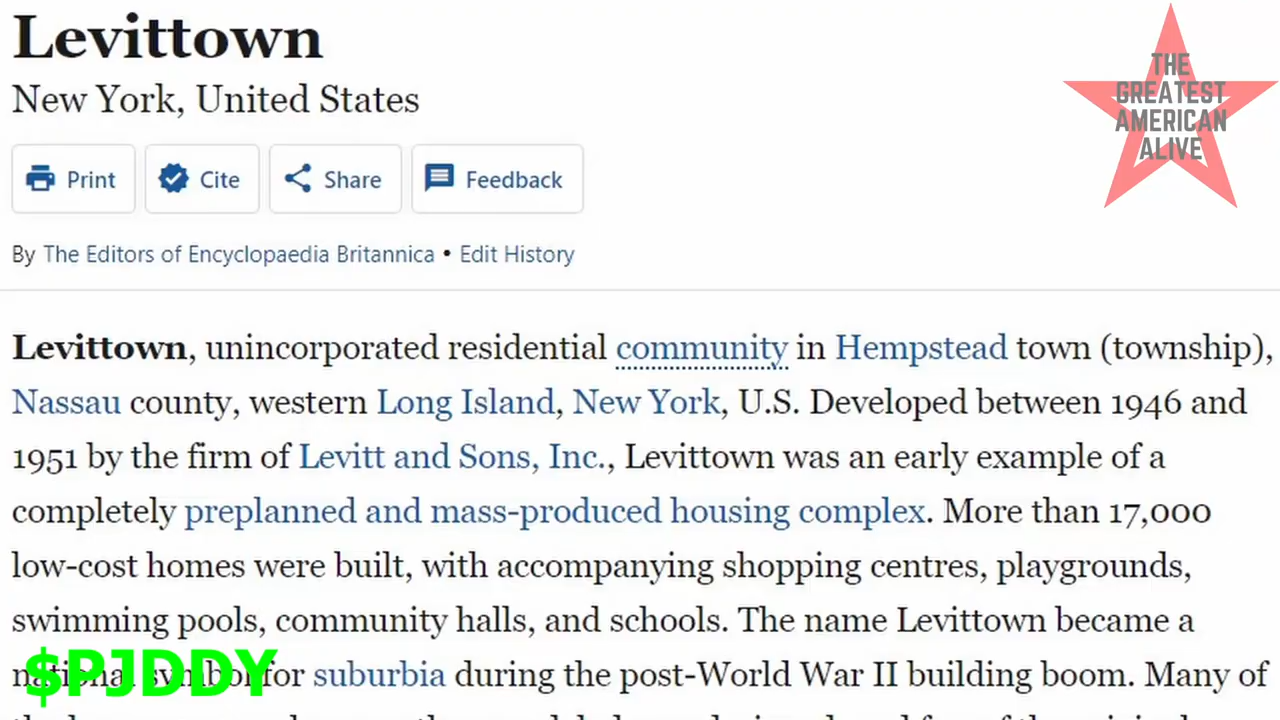 Levittown
New York, United States
THE
GREATEST
AMERICAN
ALIVE
Print
Cite
Share
Feedback
By The Editors of Encyclopaedia Britannica • Edit History
Levittown, unincorporated residential community in Hempstead town (township),
Nassau county, western Long Island, New York, U.S. Developed between 1946 and
1951 by the firm of Levitt and Sons, Inc., Levittown was an early example of a
completely preplanned and mass-produced housing complex. More than 17,000
low-cost homes were built, with accompanying shopping centres, playgrounds,
swimming pools, community halls, and schools. The name Levittown became a
national symbol for suburbia during the post-World War II building boom. Many of
$PJDDY